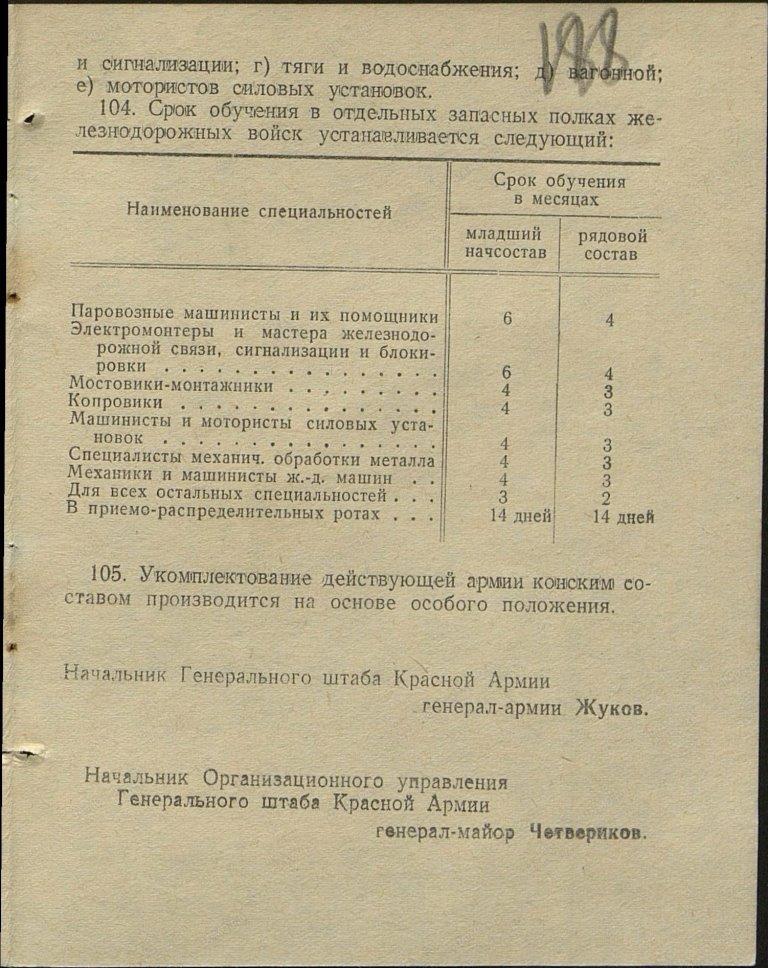 188
и сигнализации; г) тяги и водоснабжения; д) вагонной;
е) мотористов силовых установок.
104. Срок обучения в отдельных запасных полках же-
лезнодорожных войск устанавливается следующий:
Наименование специальностей
Срок обучения
в месяцах
младший
начсостав
рядовой
состав
Паровозные машинисты и их помощники 6 4
Электромонтеры и мастера железнодо-
рожной связи, сигнализации и блоки-
ровки . . . . . . . . . . . . . . . . 6 4
Мостовики-монтажники . . . . . . . . . 4 3
Копровики . . . . . . . . . . . . . . . 4 3
Машинисты и мотористы силовых уста-
новок . . . . . . . . . . . . . . . . 4 3
Специалисты механич. обработки металла 4 3
Механики и машинисты ж.-д. машин . . 4 3
Для всех остальных специальностей . . . 3 2
В приемо-распределительных ротах . . . 14 дней 14 дней
105. Укомплектование действующей армии конским со-
ставом производится на основе особого положения.
Начальник Генерального штаба Красной Армии
генерал-армии Жуков.
Начальник Организационного управления
Генерального штаба Красной Армии
генерал-майор Четвериков.